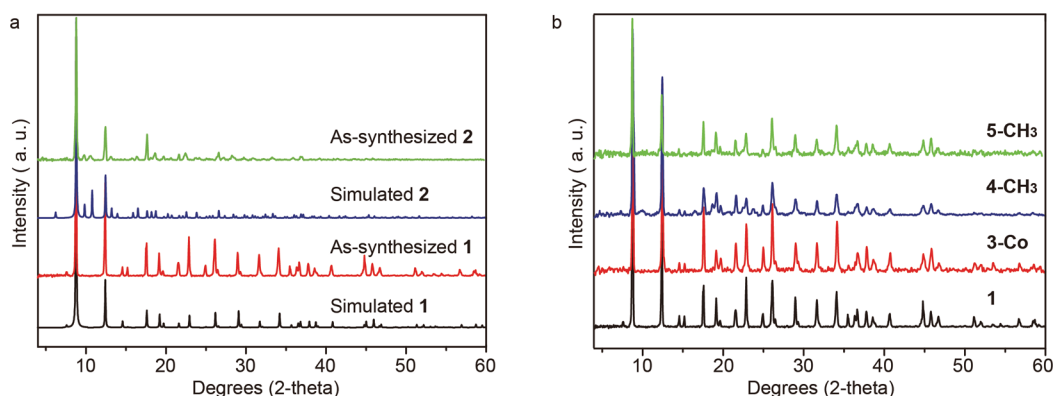 a
Intensity ( a. u.)
As-synthesized 2
Simulated 2
As-synthesized 1
Simulated 1
10 20 30 40 50 60
Degrees (2-theta)
b
Intensity ( a. u.)
5-CH3
4-CH3
3-Co
1
10 20 30 40 50 60
Degrees (2-theta)